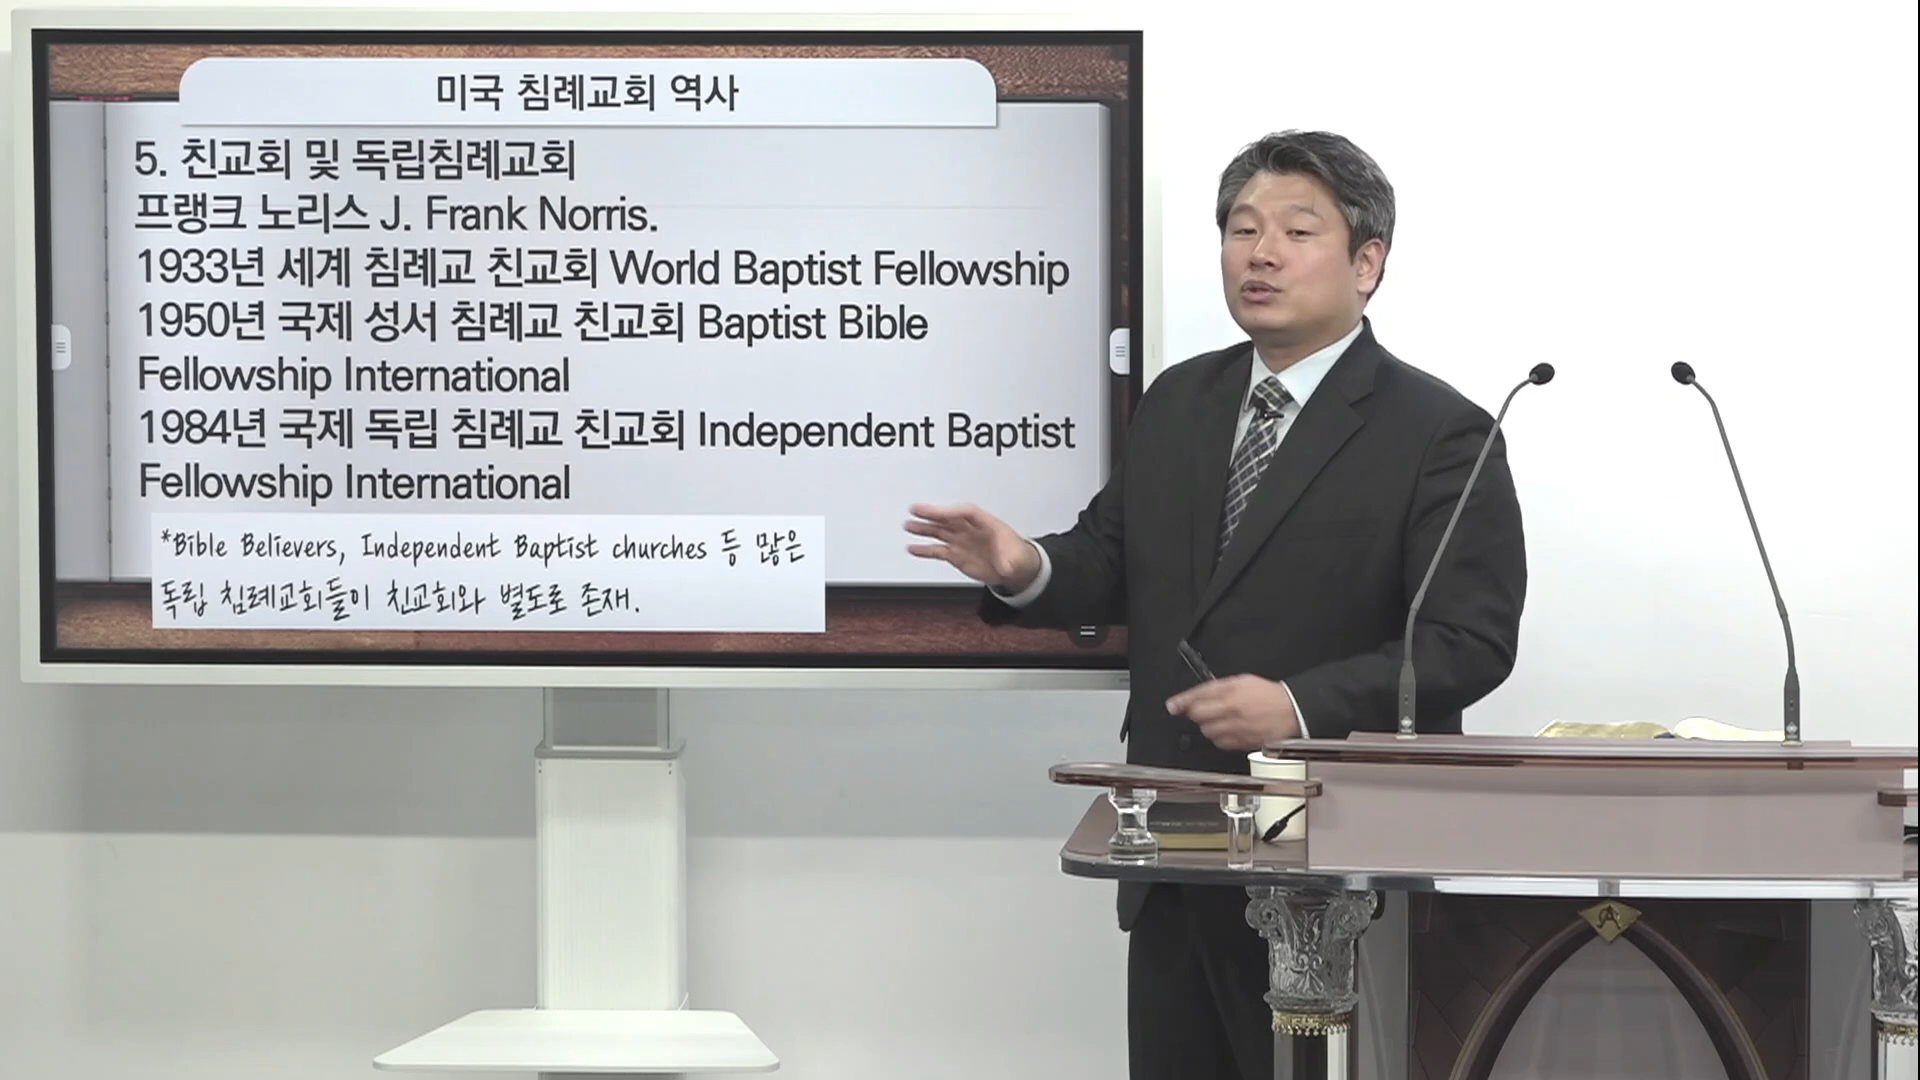 미국 침례교회 역사
5. 친교회 및 독립침례교회
프랭크 노리스 J. Frank Norris.
1933년 세계 침례교 친교회 World Baptist Fellowship
1950년 국제 성서 침례교 친교회 Baptist Bible
Fellowship International
1984년 국제 독립 침례교 친교회 Independent Baptist
Fellowship International
*Bible Believers, Independent Baptist churches 등 많은
독립 침례교회들이 친교회와 별도로 존재.